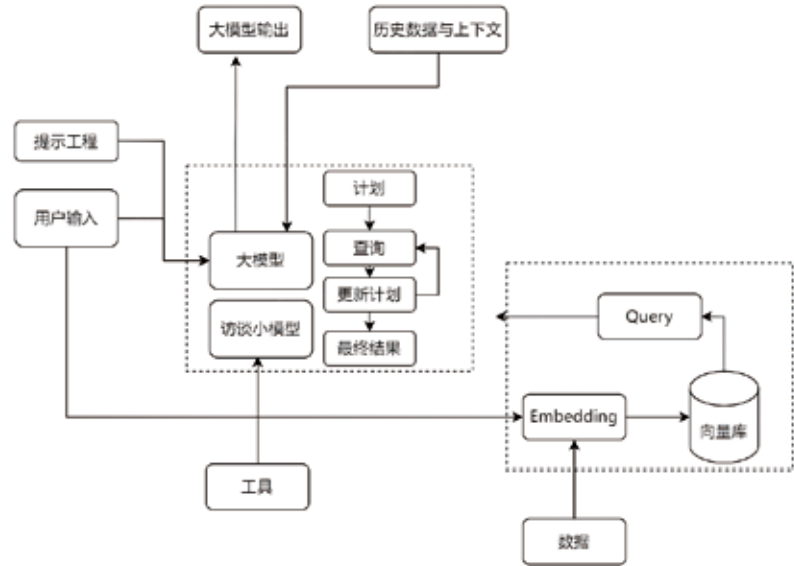 大模型输出
历史数据与上下文
提示工程
用户输入
计划
查询
大模型
更新计划
访谈小模型
最终结果
Query
Embedding
向量库
工具
数据